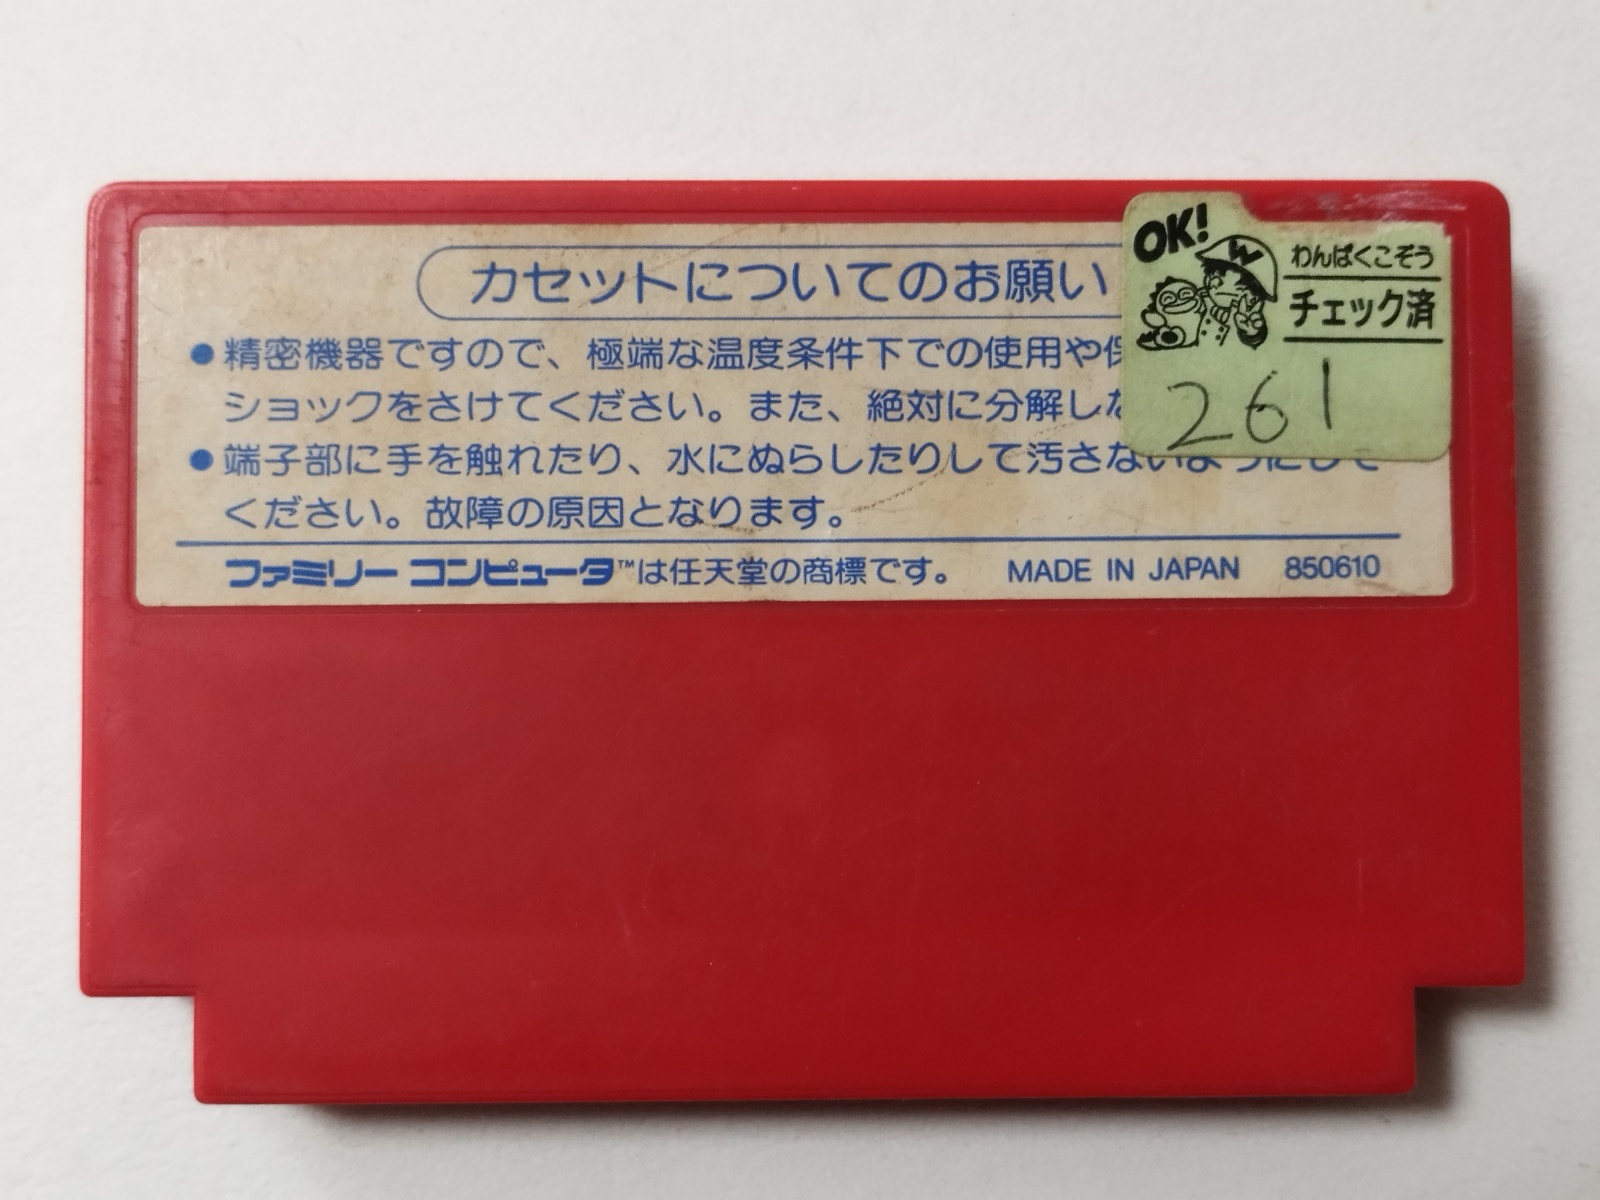 カセットについてのお願い
●精密機器ですので、極端な温度条件下での使用や
ショックをさけてください。また、絶対に分解し
●端子部に手を触れたり、水にぬらしたりして汚さないようにして
ください。故障の原因となります。
ファミリーコンピュータ™は任天堂の商標です。 MADE IN JAPAN 850610
OK!
わんぱくこぞう
チェック済
261
W